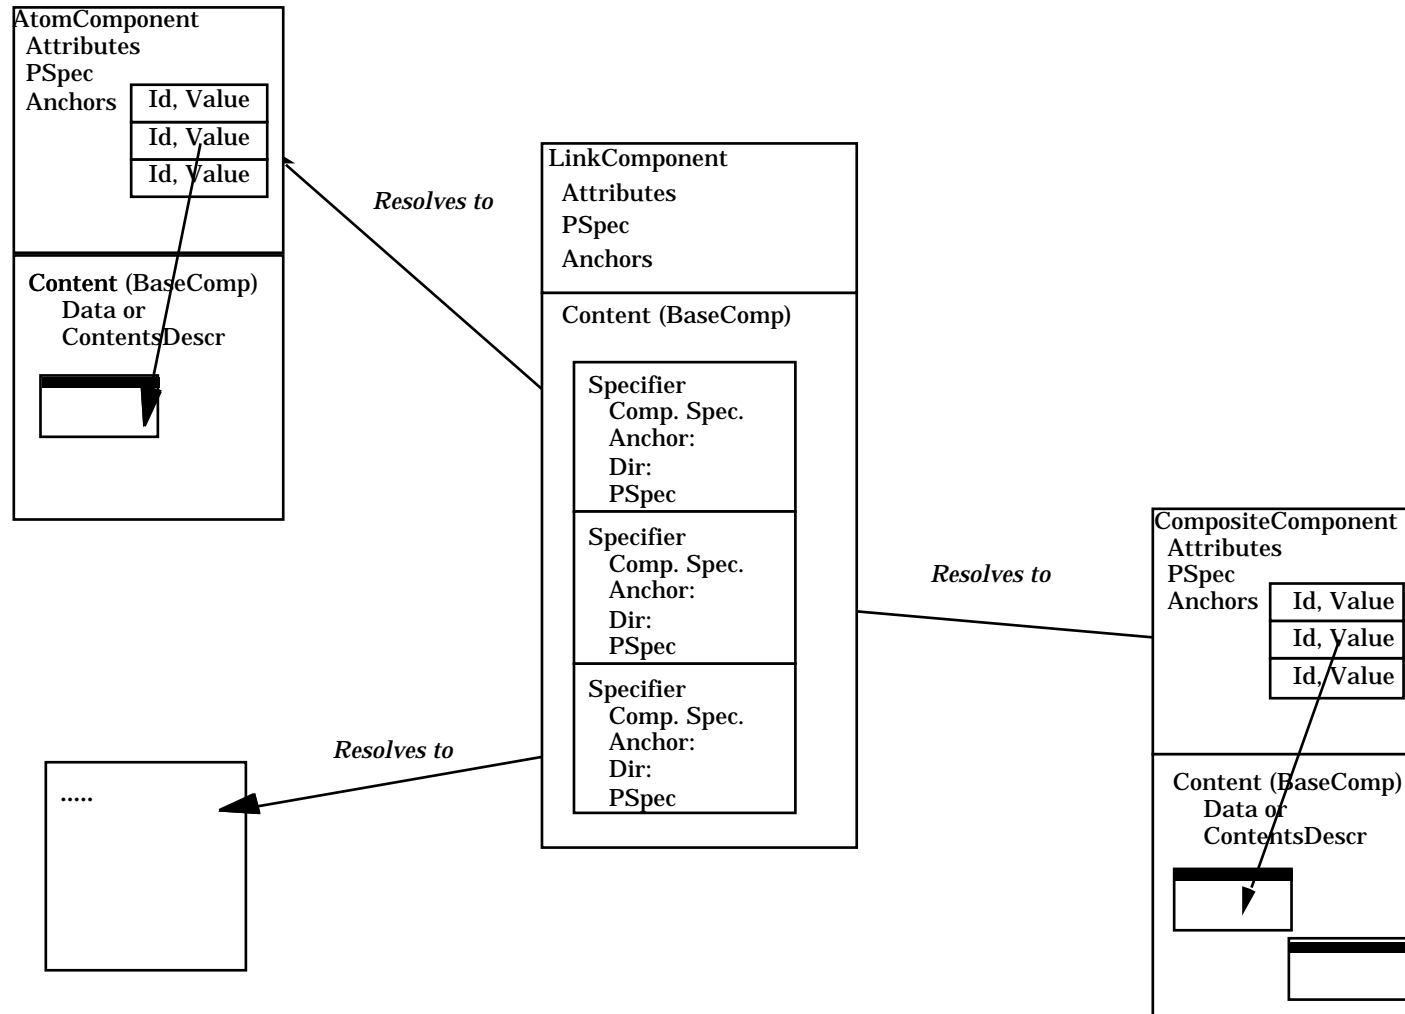 AtomComponent
Attributes
PSpec
Anchors
Id, Value
Id, Value
Id, Value
Content (BaseComp)
Data or
ContentsDescr
Resolves to
LinkComponent
Attributes
PSpec
Anchors
Content (BaseComp)
Specifier
Comp. Spec.
Anchor:
Dir:
PSpec
Specifier
Comp. Spec.
Anchor:
Dir:
PSpec
Specifier
Comp. Spec.
Anchor:
Dir:
PSpec
Resolves to
.....
Resolves to
CompositeComponent
Attributes
PSpec
Anchors
Id, Value
Id, Value
Id, Value
Content (BaseComp)
Data or
ContentsDescr